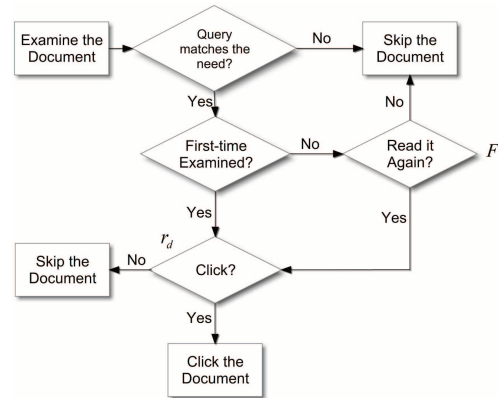 Examine the
Document
Query
matches the
need?
No
Skip the
Document
Yes
No
First-time
Examined?
No
Read it
Again?
F
Yes
Yes
r_d
Skip the
Document
No
Click?
Yes
Click the
Document